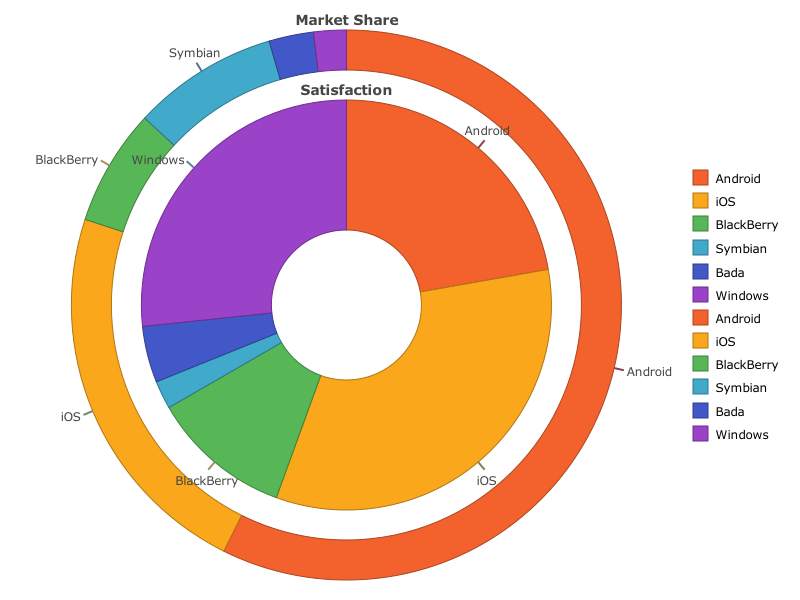 Market Share
Symbian
Satisfaction
Android
BlackBerry
Windows
iOS
Android
BlackBerry
iOS
Android
iOS
BlackBerry
Symbian
Bada
Windows
Android
iOS
BlackBerry
Symbian
Bada
Windows